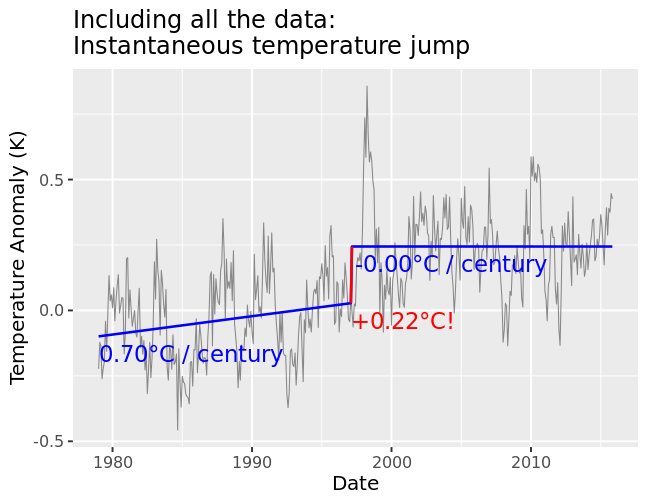 Including all the data:
Instantaneous temperature jump
Temperature Anomaly (K)
0.5
0.0
-0.5
-0.00°C / century
+0.22°C!
0.70°C / century
1980
1990
2000
2010
Date